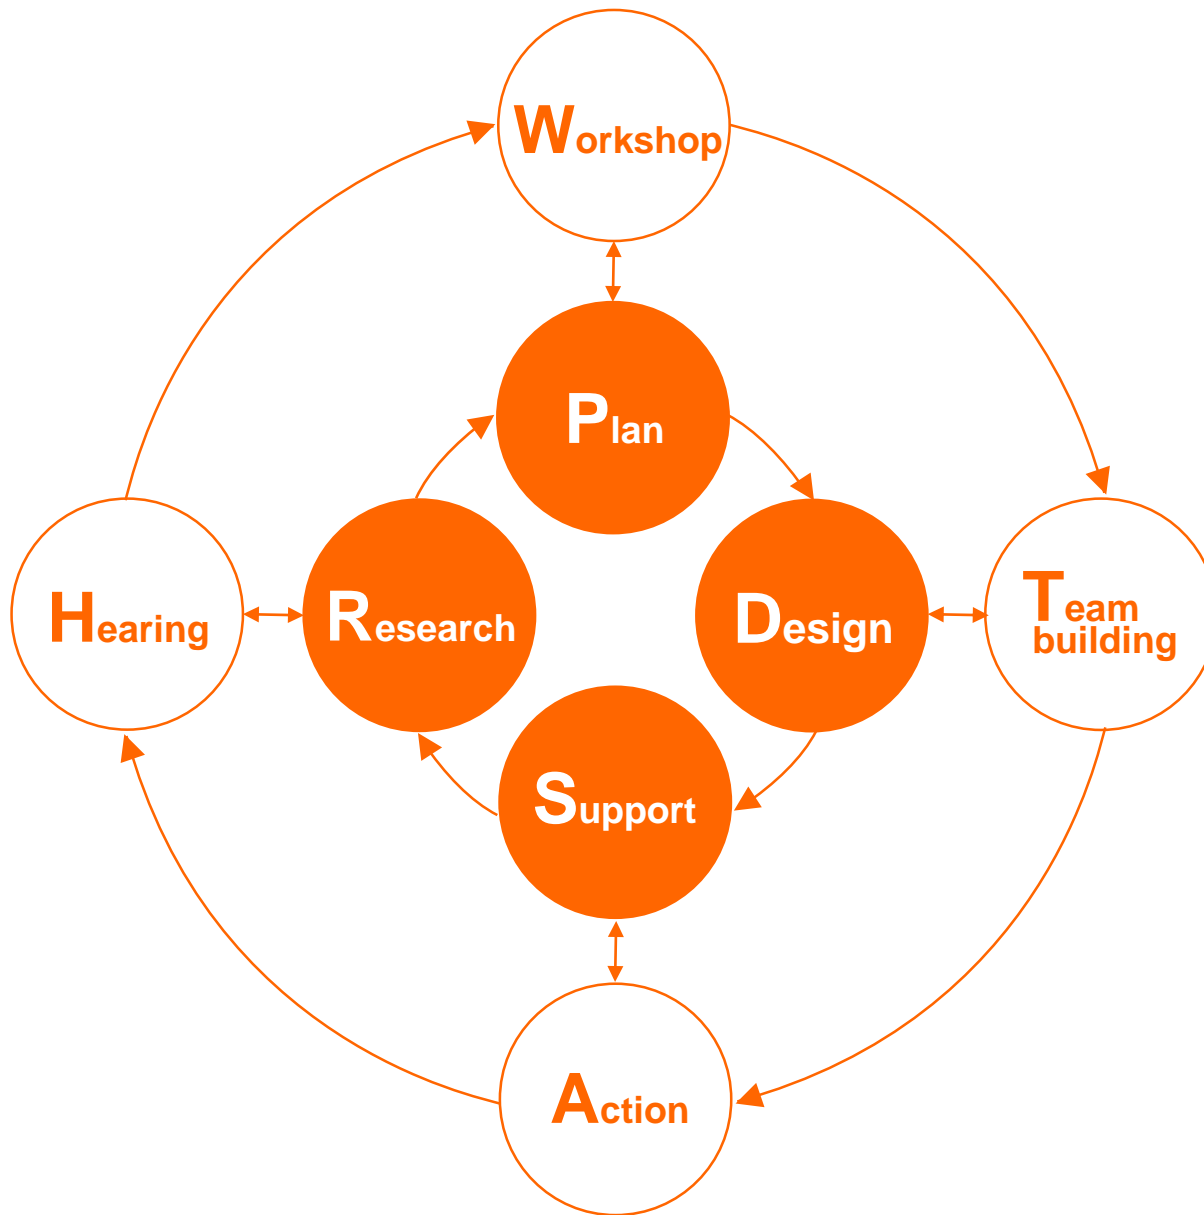 Workshop
Plan
Hearing
Research
Design
Team
building
Support
Action